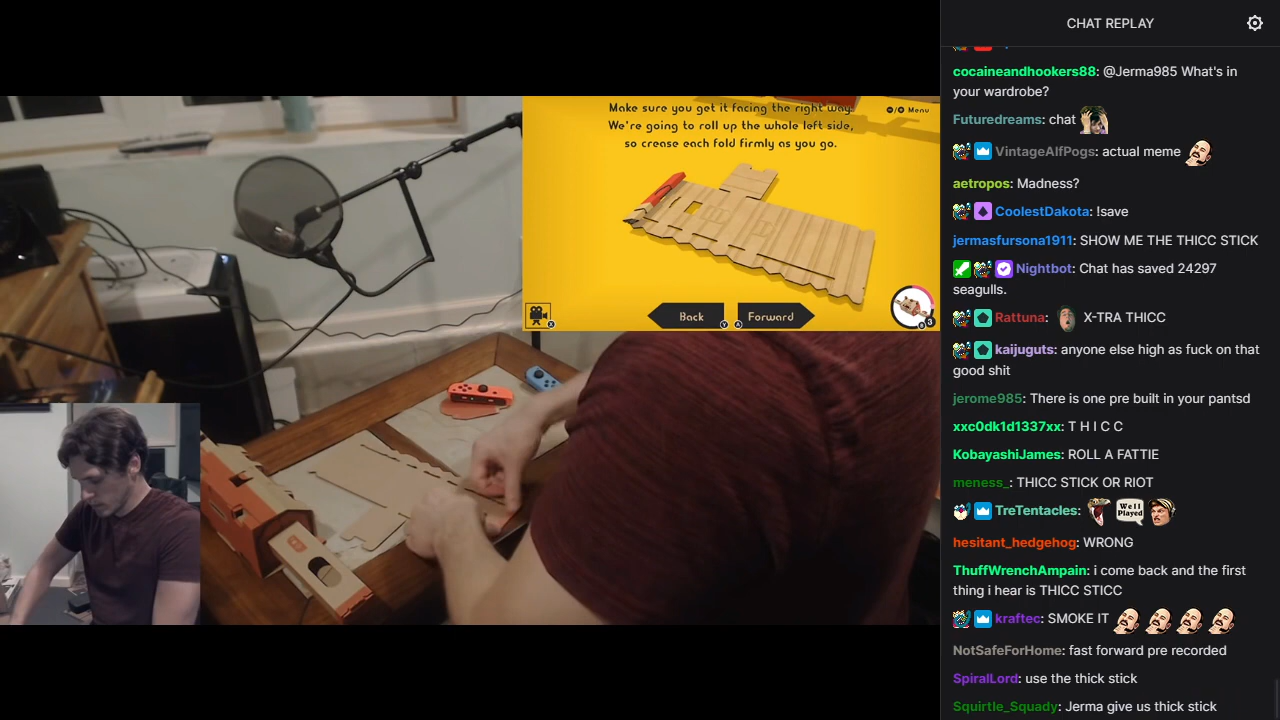 Make sure you get it facing the right way.
We're going to roll up the whole left side,
so crease each fold firmly as you go.
Menu
Back
Forward
X
Y
A
CHAT REPLAY
cocaineandhookers88: @Jerma985 What's in
your wardrobe?
Futuredreams: chat
VintageAlfPogs: actual meme
aetropos: Madness?
CoolestDakota: !save
jermasfursona1911: SHOW ME THE THICC STICK
Nightbot: Chat has saved 24297
seagulls.
Rattuna: X-TRA THICC
kaijuguts: anyone else high as fuck on that
good shit
jerome985: There is one pre built in your pantsd
xxc0dk1d1337xx: T H I C C
KobayashiJames: ROLL A FATTIE
meness_: THICC STICK OR RIOT
TreTentacles: Well Played
hesitant_hedgehog: WRONG
ThuffWrenchAmpain: i come back and the first
thing i hear is THICC STICC
kraftec: SMOKE IT
NotSafeForHome: fast forward pre recorded
SpiralLord: use the thick stick
Squirtle_Squady: Jerma give us thick stick